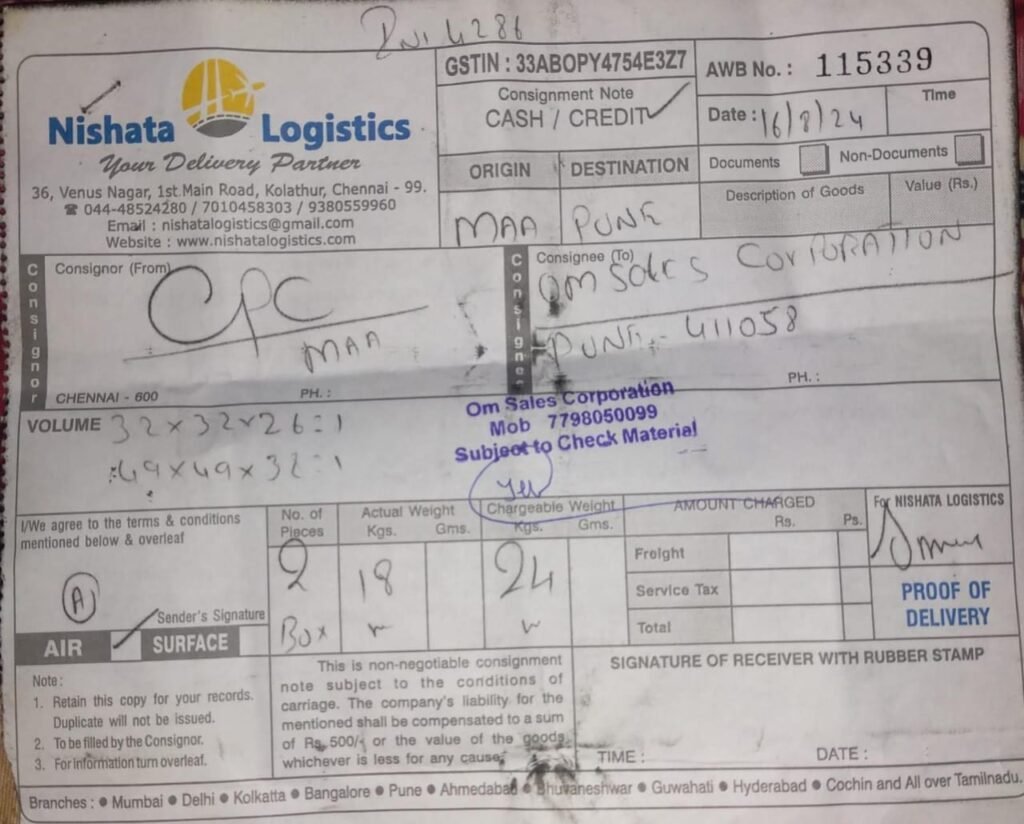 4286
Nishata Logistics
Your Delivery Partner
36, Venus Nagar, 1st Main Road, Kolathur, Chennai - 99.
☎ 044-48524280 / 7010458303 / 9380559960
Email : nishatalogistics@gmail.com
Website : www.nishatalogistics.com
GSTIN : 33ABOPY4754E3Z7
Consignment Note
CASH / CREDIT ✓
AWB No. : 115339
Date : 16/8/24
Time
ORIGIN DESTINATION
MAA PUNE
Documents Non-Documents
Description of Goods Value (Rs.)
Consignor
Consignor (From)
CPC
MAA
CHENNAI - 600 PH. :
Consignee
Consignee (To)
Om Sales Corporation
PUNE - 411058
PH. :
VOLUME 32x32x26=1
49x49x32=1
Om Sales Corporation
Mob 7798050099
Subject to Check Material
I/We agree to the terms & conditions
mentioned below & overleaf
A
Sender's Signature
AIR SURFACE
No. of Pieces
2
Box
Actual Weight
Kgs. Gms.
18
Chargeable Weight
Kgs. Gms.
24
AMOUNT CHARGED
Rs. Ps.
Freight
Service Tax
Total
For NISHATA LOGISTICS
PROOF OF
DELIVERY
Note :
1. Retain this copy for your records.
Duplicate will not be issued.
2. To be filled by the Consignor.
3. For information turn overleaf.
This is non-negotiable consignment
note subject to the conditions of
carriage. The company's liability for the
mentioned shall be compensated to a sum
of Rs. 500/- or the value of the goods,
whichever is less for any cause.
SIGNATURE OF RECEIVER WITH RUBBER STAMP
TIME : DATE :
Branches : ● Mumbai ● Delhi ● Kolkatta ● Bangalore ● Pune ● Ahmedabad ● Bhuvaneshwar ● Guwahati ● Hyderabad ● Cochin and All over Tamilnadu.